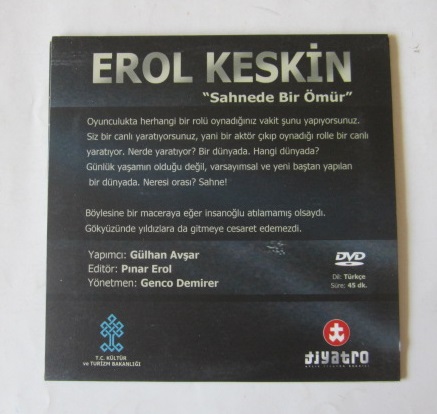 EROL KESKİN
"Sahnede Bir Ömür"
Oyunculukta herhangi bir rolü oynadığınız vakit şunu yapıyorsunuz.
Siz bir canlı yaratıyorsunuz, yani bir aktör çıkıp oynadığı rolle bir canlı
yaratıyor. Nerde yaratıyor? Bir dünyada. Hangi dünyada?
Günlük yaşamın olduğu değil, varsayımsal ve yeni baştan yapılan
bir dünyada. Neresi orası? Sahne!
Böylesine bir maceraya eğer insanoğlu atılamamış olsaydı.
Gökyüzünde yıldızlara da gitmeye cesaret edemezdi.
Yapımcı: Gülhan Avşar
Editör: Pınar Erol
Yönetmen: Genco Demirer
DVD
Dil: Türkçe
Süre: 45 dk.
T.C. KÜLTÜR
ve TURİZM BAKANLIĞI
tiyatro